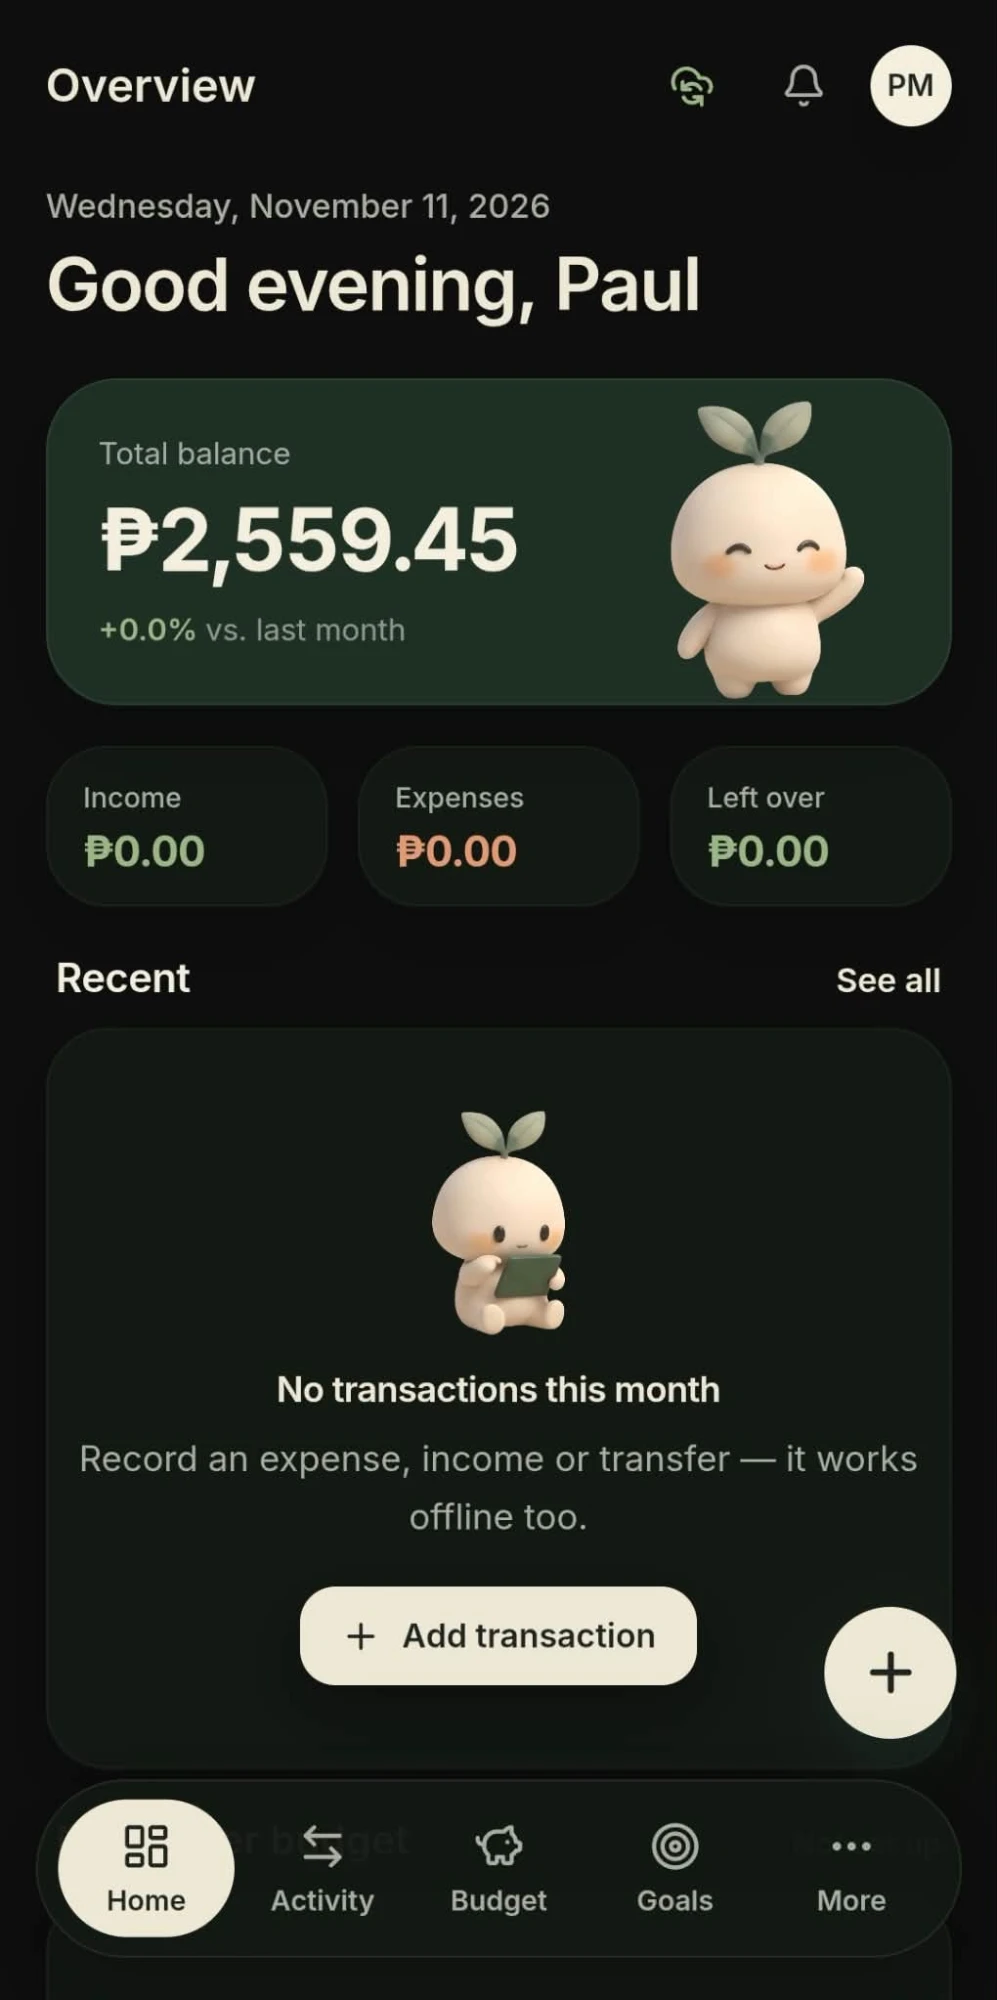 Overview
PM
Wednesday, November 11, 2026
Good evening, Paul
Total balance
₱2,559.45
+0.0% vs. last month
Income
₱0.00
Expenses
₱0.00
Left over
₱0.00
Recent
See all
No transactions this month
Record an expense, income or transfer — it works
offline too.
+ Add transaction
+
Home
Activity
Budget
Goals
More